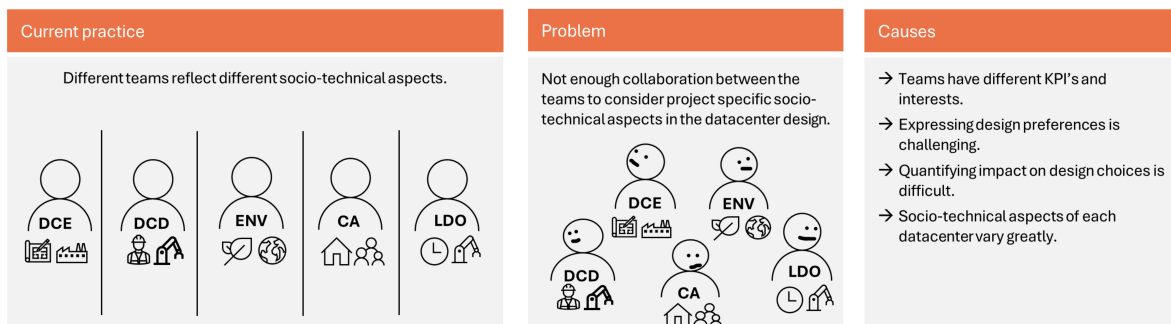 Current practice
Different teams reflect different socio-technical aspects.
DCE
DCD
ENV
CA
LDO
Problem
Not enough collaboration between the
teams to consider project specific socio-
technical aspects in the datacenter design.
DCE
ENV
DCD
CA
LDO
Causes
→ Teams have different KPI's and
interests.
→ Expressing design preferences is
challenging.
→ Quantifying impact on design choices is
difficult.
→ Socio-technical aspects of each
datacenter vary greatly.